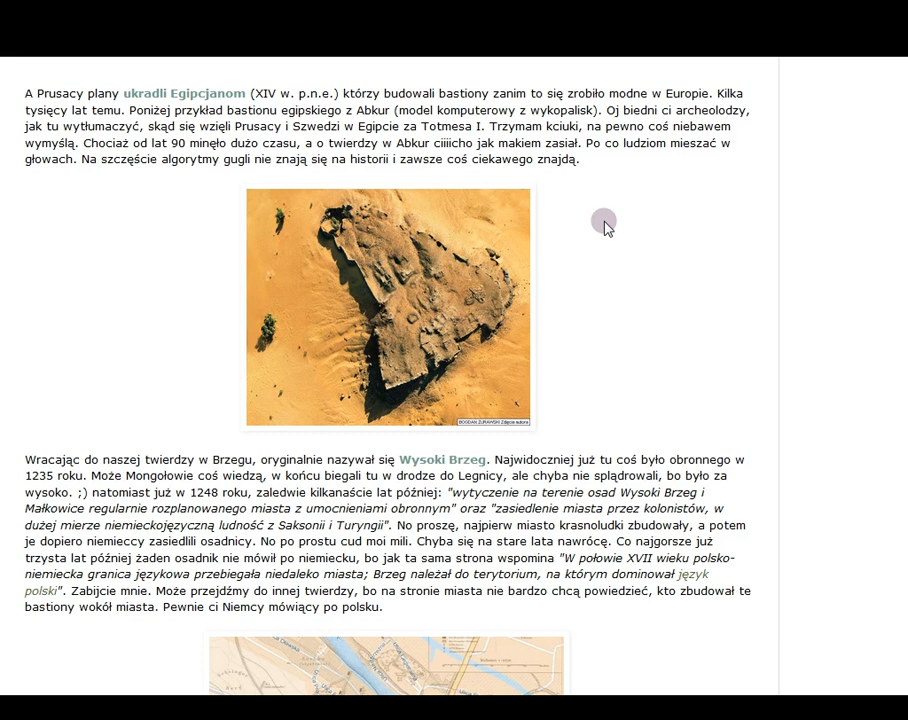 A Prusacy plany ukradli Egipcjanom (XIV w. p.n.e.) którzy budowali bastiony zanim to się zrobiło modne w Europie. Kilka
tysięcy lat temu. Poniżej przykład bastionu egipskiego z Abkur (model komputerowy z wykopalisk). Oj biedni ci archeolodzy,
jak tu wytłumaczyć, skąd się wzięli Prusacy i Szwedzi w Egipcie za Totmesa I. Trzymam kciuki, na pewno coś niebawem
wymyślą. Chociaż od lat 90 minęło dużo czasu, a o twierdzy w Abkur ciiiicho jak makiem zasiał. Po co ludziom mieszać w
głowach. Na szczęście algorytmy gugli nie znają się na historii i zawsze coś ciekawego znajdą.
BOGDAN ŻURAWSKI Zdjęcie autora
Wracając do naszej twierdzy w Brzegu, oryginalnie nazywał się Wysoki Brzeg. Najwidoczniej już tu coś było obronnego w
1235 roku. Może Mongołowie coś wiedzą, w końcu biegali tu w drodze do Legnicy, ale chyba nie splądrowali, bo było za
wysoko. ;) natomiast już w 1248 roku, zaledwie kilkanaście lat później: "wytyczenie na terenie osad Wysoki Brzeg i
Małkowice regularnie rozplanowanego miasta z umocnieniami obronnym" oraz "zasiedlenie miasta przez kolonistów, w
dużej mierze niemieckojęzyczną ludność z Saksonii i Turyngii". No proszę, najpierw miasto krasnoludki zbudowały, a potem
je dopiero niemieccy zasiedlili osadnicy. No po prostu cud moi mili. Chyba się na stare lata nawrócę. Co najgorsze już
trzysta lat później żaden osadnik nie mówił po niemiecku, bo jak ta sama strona wspomina "W połowie XVII wieku polsko-
niemiecka granica językowa przebiegała niedaleko miasta; Brzeg należał do terytorium, na którym dominował język
polski". Zabijcie mnie. Może przejdźmy do innej twierdzy, bo na stronie miasta nie bardzo chcą powiedzieć, kto zbudował te
bastiony wokół miasta. Pewnie ci Niemcy mówiący po polsku.